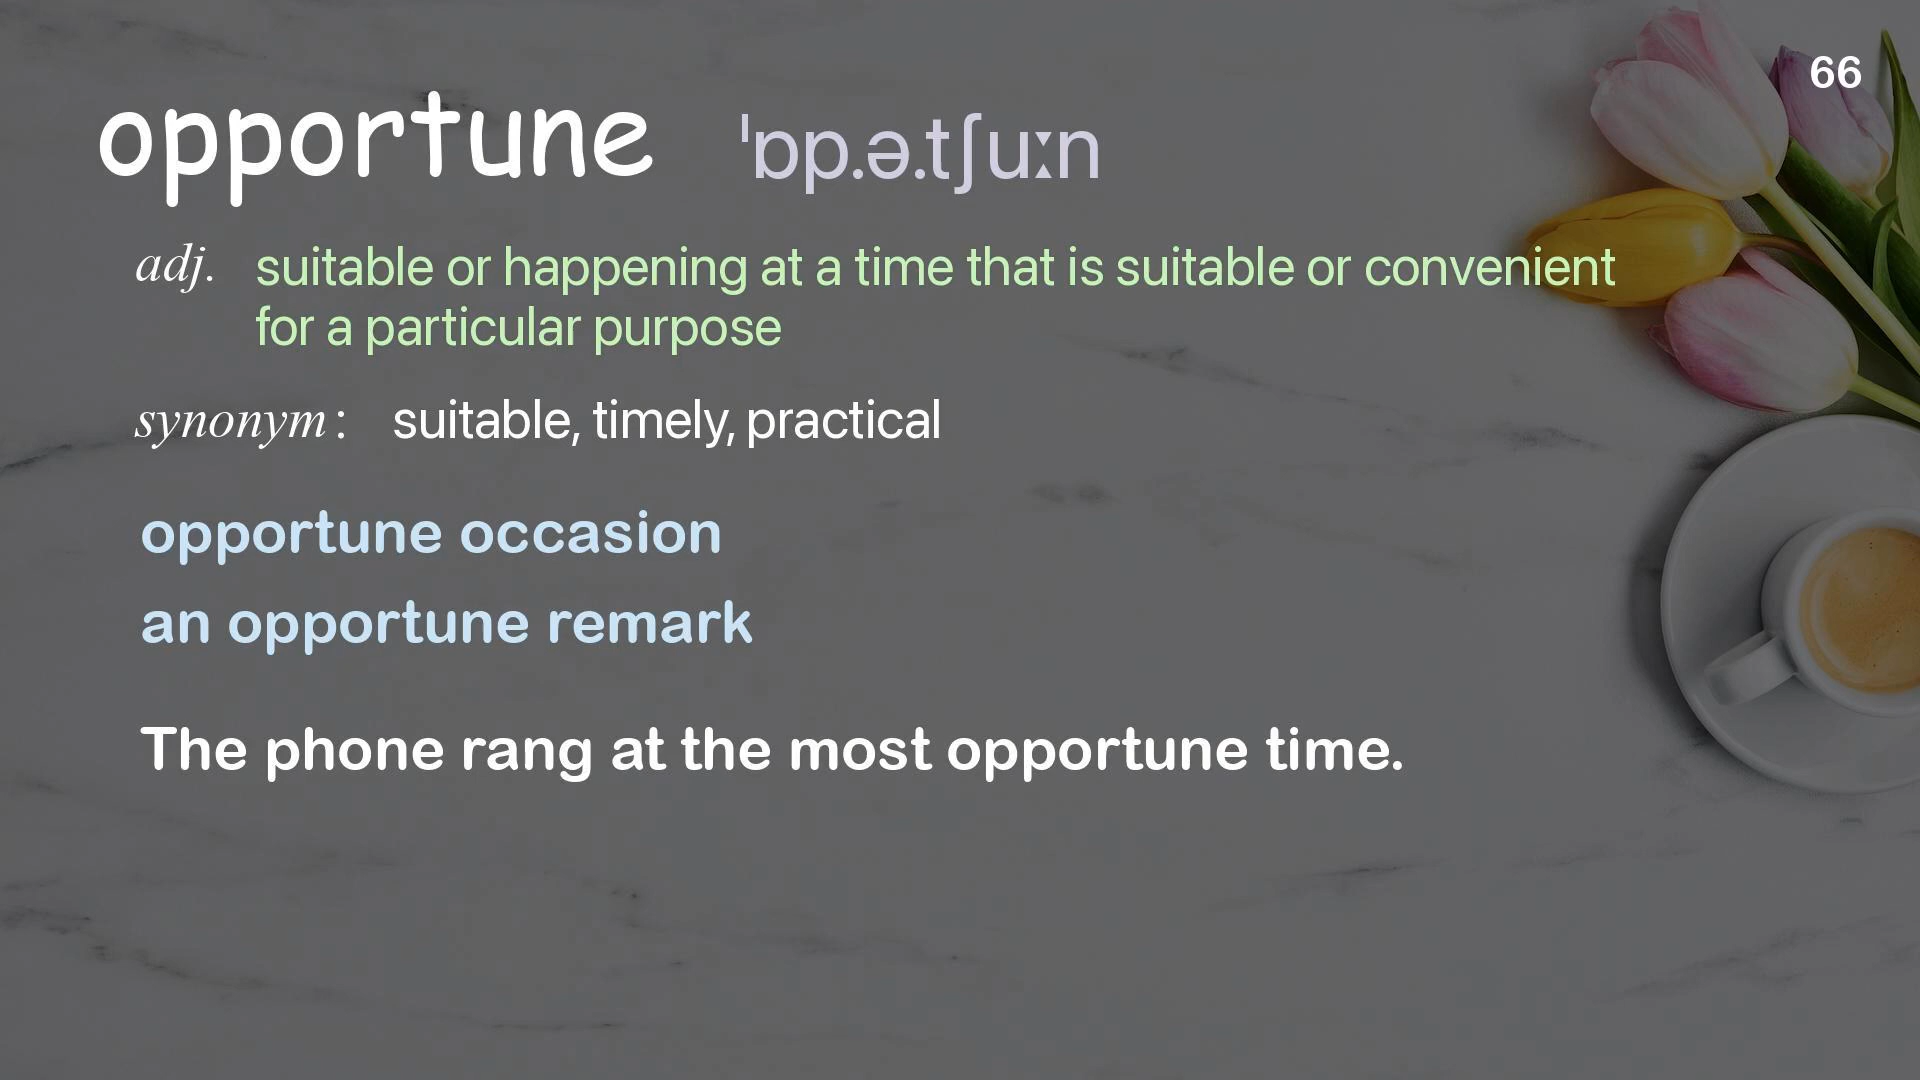 66
opportune ˈɒp.ə.tʃuːn
adj. suitable or happening at a time that is suitable or convenient
for a particular purpose
synonym : suitable, timely, practical
opportune occasion
an opportune remark
The phone rang at the most opportune time.